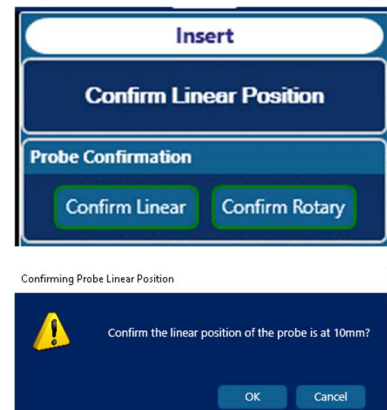 Insert
Confirm Linear Position
Probe Confirmation
Confirm Linear Confirm Rotary
Confirming Probe Linear Position
Confirm the linear position of the probe is at 10mm?
OK Cancel